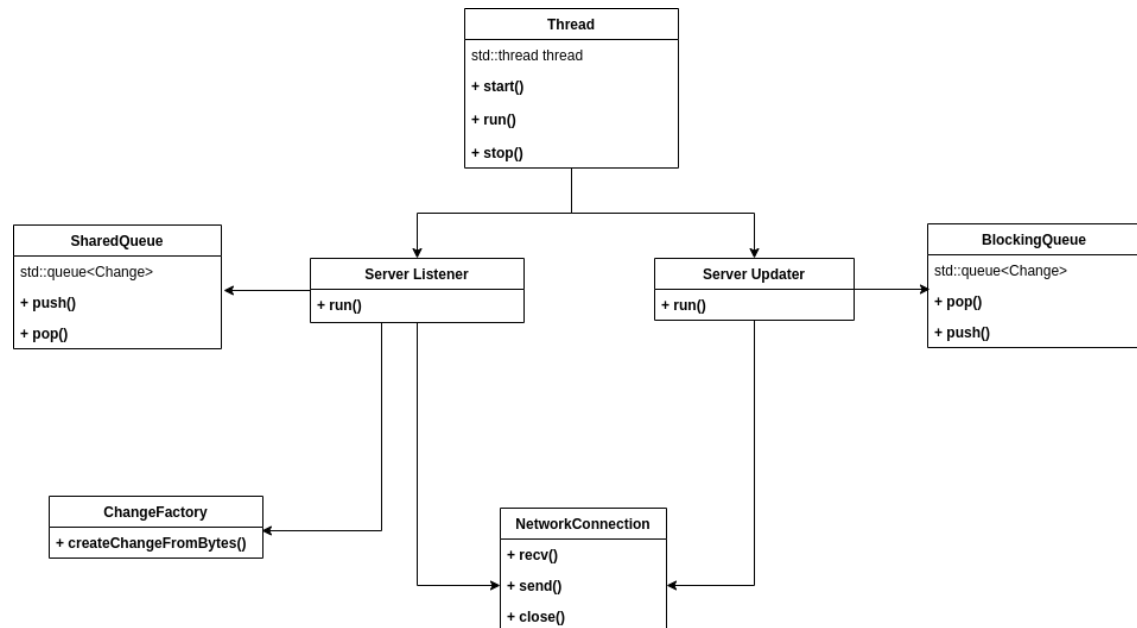 Thread
std::thread thread
+ start()
+ run()
+ stop()
SharedQueue
std::queue<Change>
+ push()
+ pop()
Server Listener
+ run()
Server Updater
+ run()
BlockingQueue
std::queue<Change>
+ pop()
+ push()
ChangeFactory
+ createChangeFromBytes()
NetworkConnection
+ recv()
+ send()
+ close()